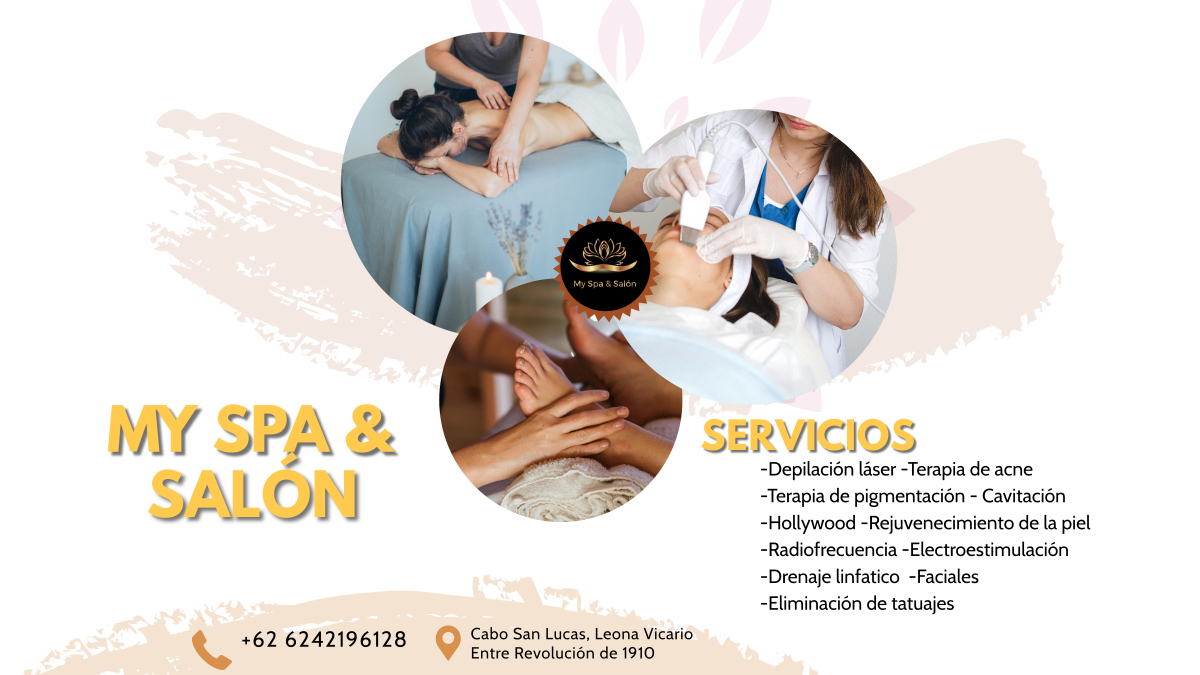 My Spa & Salón
MY SPA &
SALÓN
SERVICIOS
-Depilación láser -Terapia de acne
-Terapia de pigmentación - Cavitación
-Hollywood -Rejuvenecimiento de la piel
-Radiofrecuencia -Electroestimulación
-Drenaje linfatico -Faciales
-Eliminación de tatuajes
+62 6242196128
Cabo San Lucas, Leona Vicario
Entre Revolución de 1910